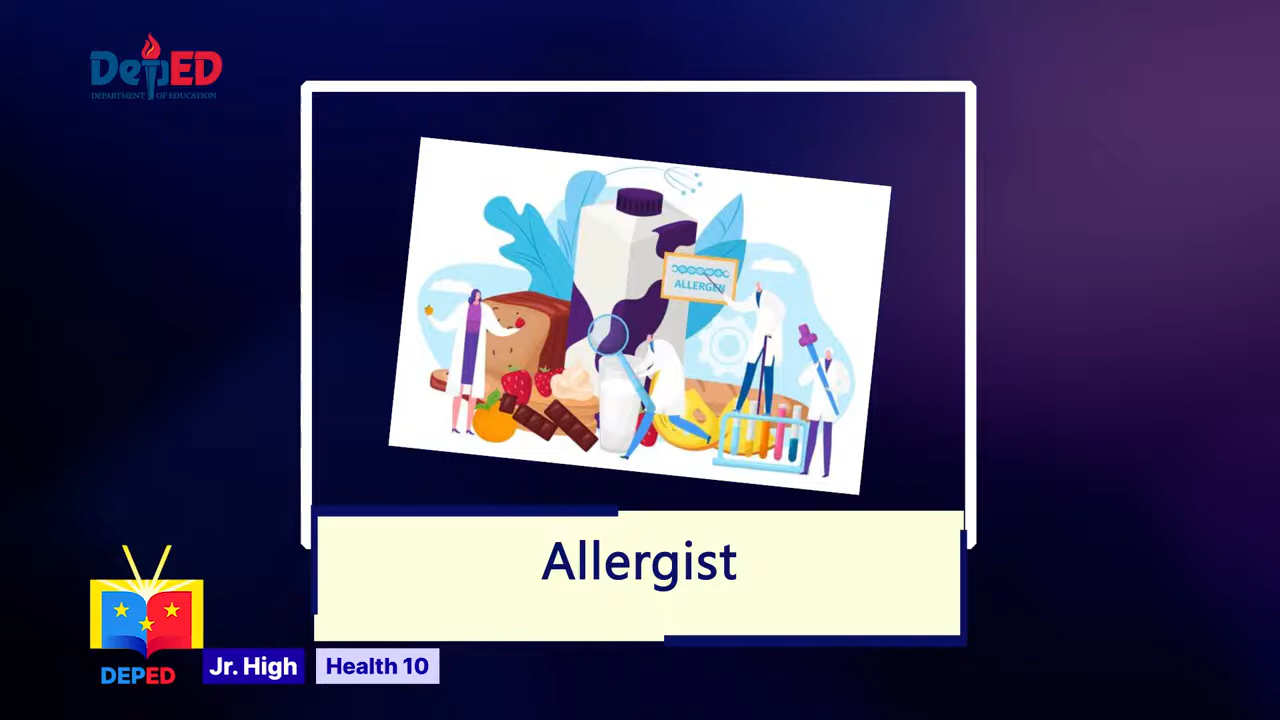 DepED
DEPARTMENT OF EDUCATION
ALLERGEN
Allergist
DEPED
Jr. High
Health 10